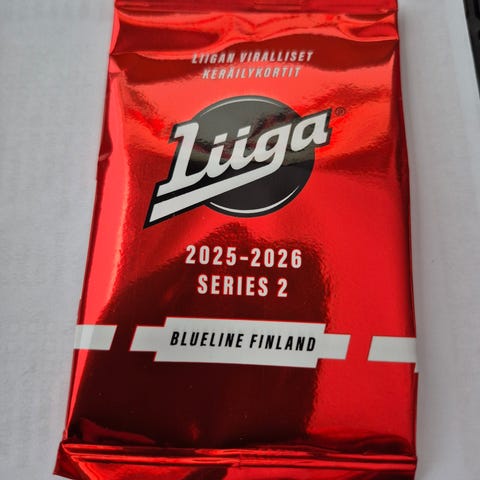 LIIGAN VIRALLISET
KERÄILYKORTIT
Liiga®
2025-2026
SERIES 2
BLUELINE FINLAND